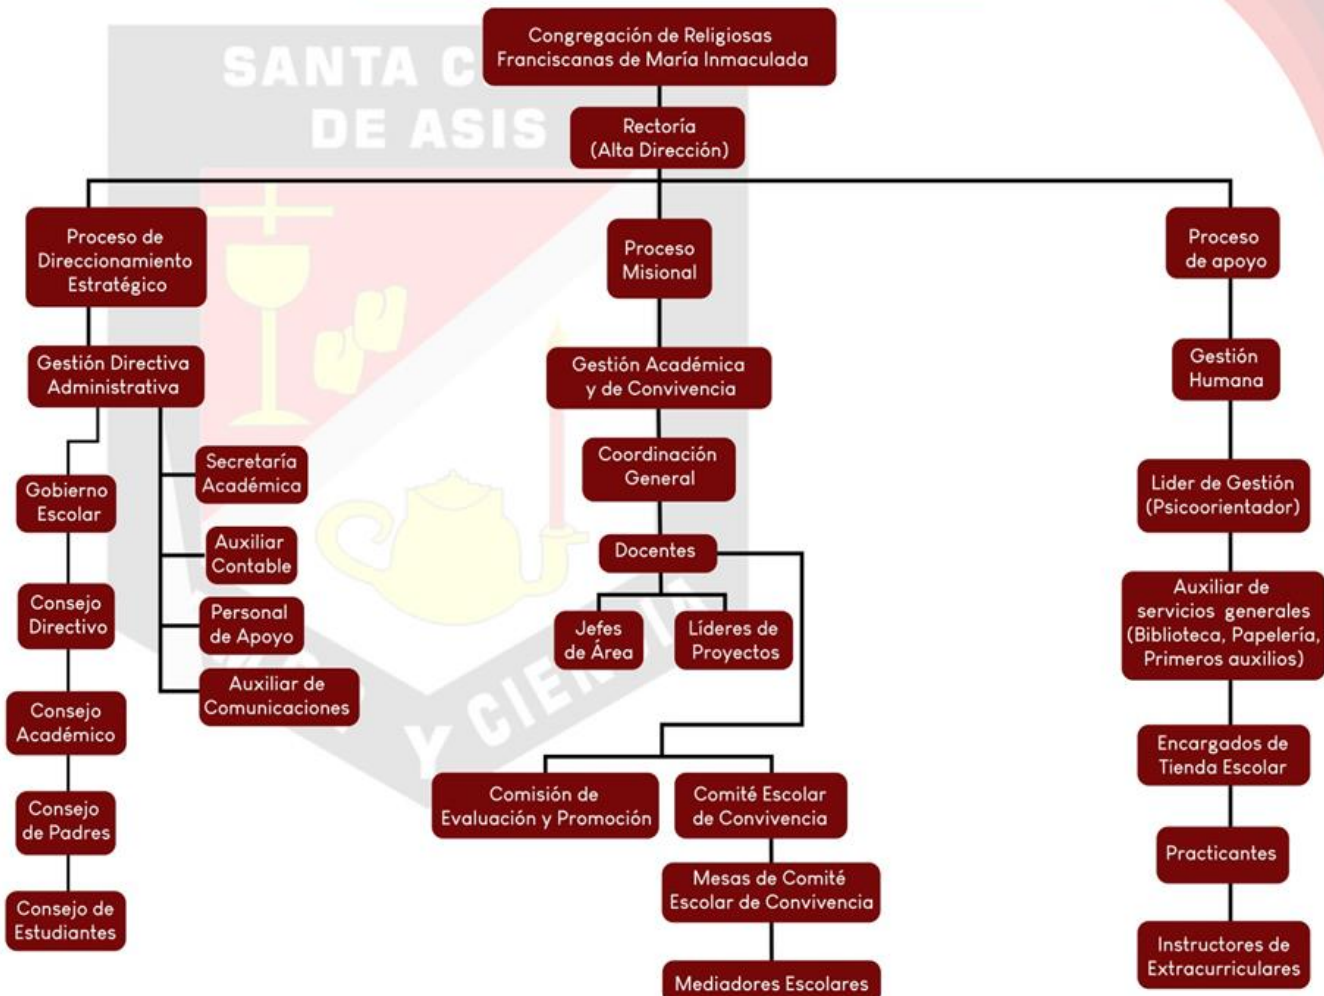 SANTA C
DE ASIS
Congregación de Religiosas
Franciscanas de María Inmaculada
Rectoría
(Alta Dirección)
Proceso de
Direccionamiento
Estratégico
Gestión Directiva
Administrativa
Secretaría
Académica
Auxiliar
Contable
Personal
de Apoyo
Auxiliar de
Comunicaciones
Gobierno
Escolar
Consejo
Directivo
Consejo
Académico
Consejo
de Padres
Consejo de
Estudiantes
Proceso
Misional
Gestión Académica
y de Convivencia
Coordinación
General
Docentes
Jefes
de Área
Líderes de
Proyectos
Comisión de
Evaluación y Promoción
Comité Escolar
de Convivencia
Mesas de Comité
Escolar de Convivencia
Mediadores Escolares
Proceso
de apoyo
Gestión
Humana
Lider de Gestión
(Psicoorientador)
Auxiliar de
servicios generales
(Biblioteca, Papelería,
Primeros auxilios)
Encargados de
Tienda Escolar
Practicantes
Instructores de
Extracurriculares
Y CIENCIA